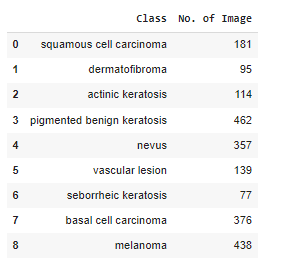 Class No. of Image
0 squamous cell carcinoma 181
1 dermatofibroma 95
2 actinic keratosis 114
3 pigmented benign keratosis 462
4 nevus 357
5 vascular lesion 139
6 seborrheic keratosis 77
7 basal cell carcinoma 376
8 melanoma 438